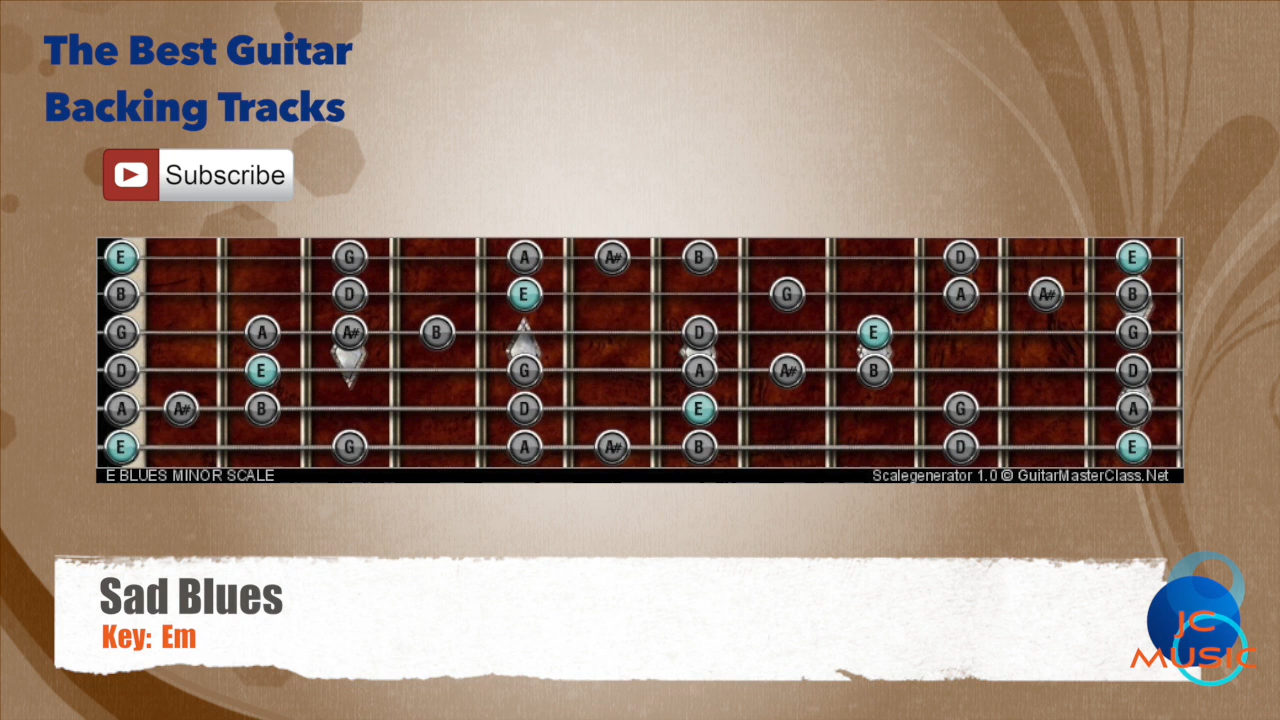 The Best Guitar
Backing Tracks
Subscribe
E G A A# B D E
B D E G A A# B
G A A# B D E G
D E G A A# B D
A A# B D E G A
E G A A# B D E
E BLUES MINOR SCALE Scalegenerator 1.0 © GuitarMasterClass.Net
Sad Blues
Key: Em
JC
MUSIC